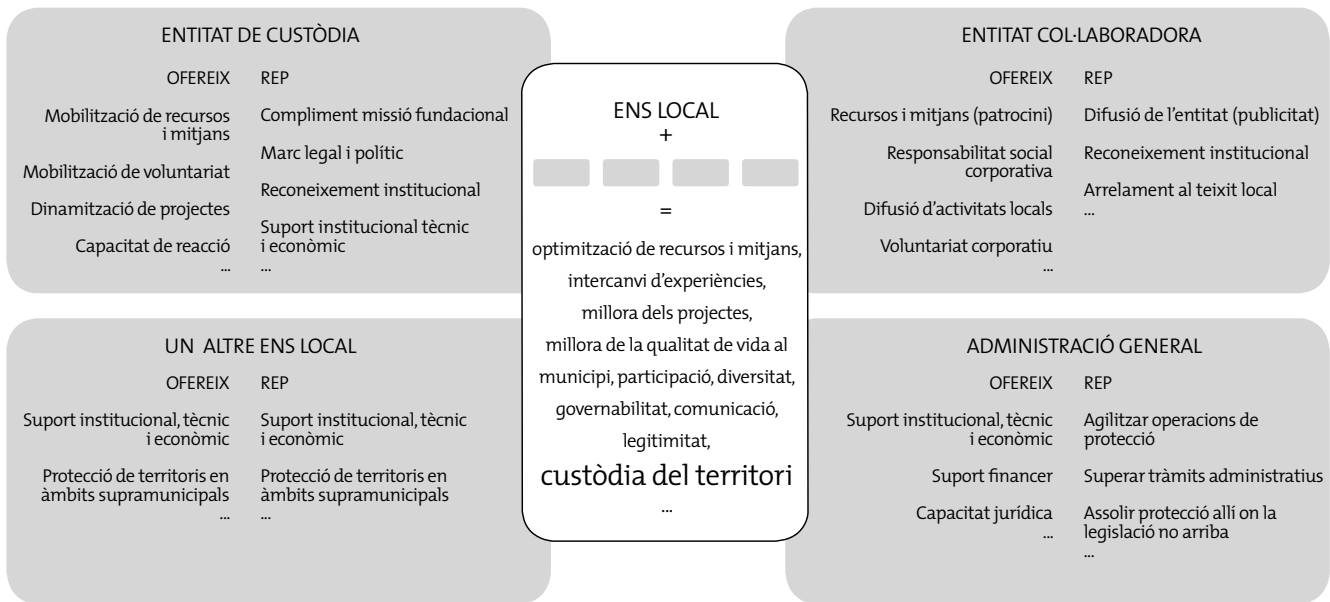 ENTITAT DE CUSTÒDIA
OFEREIX
Mobilització de recursos
i mitjans
Mobilització de voluntariat
Dinamització de projectes
Capacitat de reacció
...
REP
Compliment missió fundacional
Marc legal i polític
Reconeixement institucional
Suport institucional tècnic
i econòmic
...
ENS LOCAL
+
=
optimització de recursos i mitjans,
intercanvi d'experiències,
millora dels projectes,
millora de la qualitat de vida al
municipi, participació, diversitat,
governabilitat, comunicació,
legitimitat,
custòdia del territori
...
ENTITAT COL·LABORADORA
OFEREIX
Recursos i mitjans (patrocini)
Responsabilitat social
corporativa
Difusió d'activitats locals
Voluntariat corporatiu
...
REP
Difusió de l'entitat (publicitat)
Reconeixement institucional
Arrelament al teixit local
...
UN ALTRE ENS LOCAL
OFEREIX
Suport institucional, tècnic
i econòmic
Protecció de territoris en
àmbits supramunicipals
...
REP
Suport institucional, tècnic
i econòmic
Protecció de territoris en
àmbits supramunicipals
...
ADMINISTRACIÓ GENERAL
OFEREIX
Suport institucional, tècnic
i econòmic
Suport financer
Capacitat jurídica
...
REP
Agilitzar operacions de
protecció
Superar tràmits administratius
Assolir protecció allí on la
legislació no arriba
...